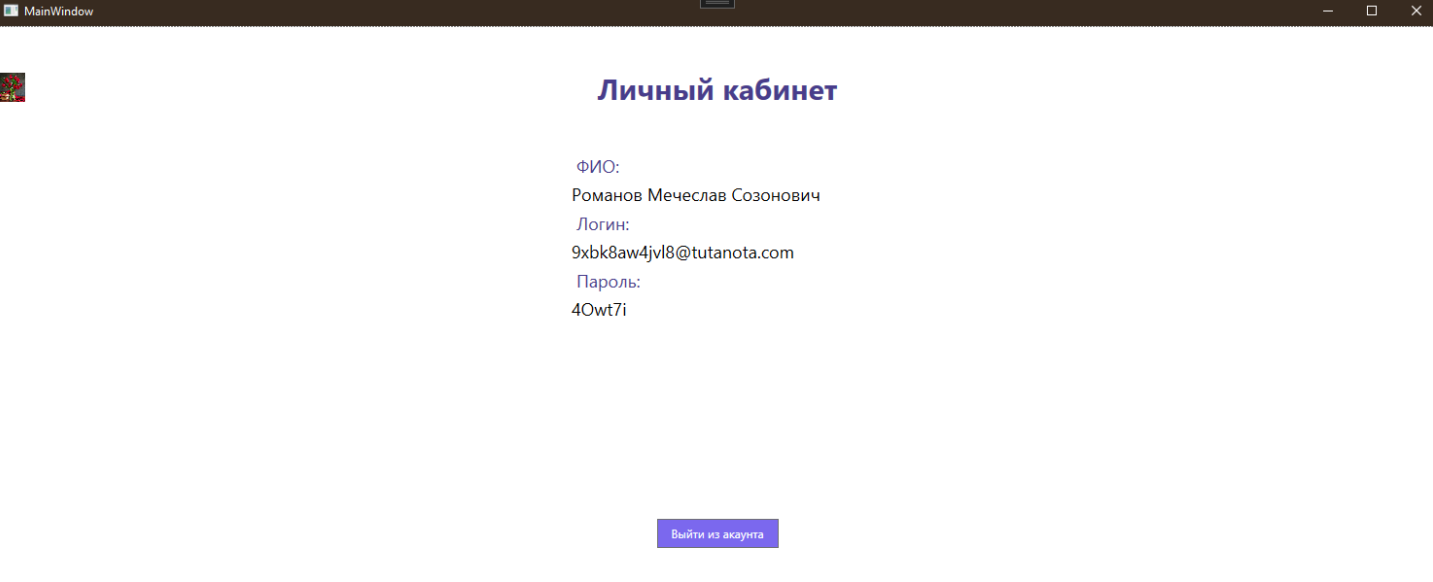 MainWindow
Личный кабинет
ФИО:
Романов Мечеслав Созонович
Логин:
9xbk8aw4jvl8@tutanota.com
Пароль:
4Owt7i
Выйти из акаунта